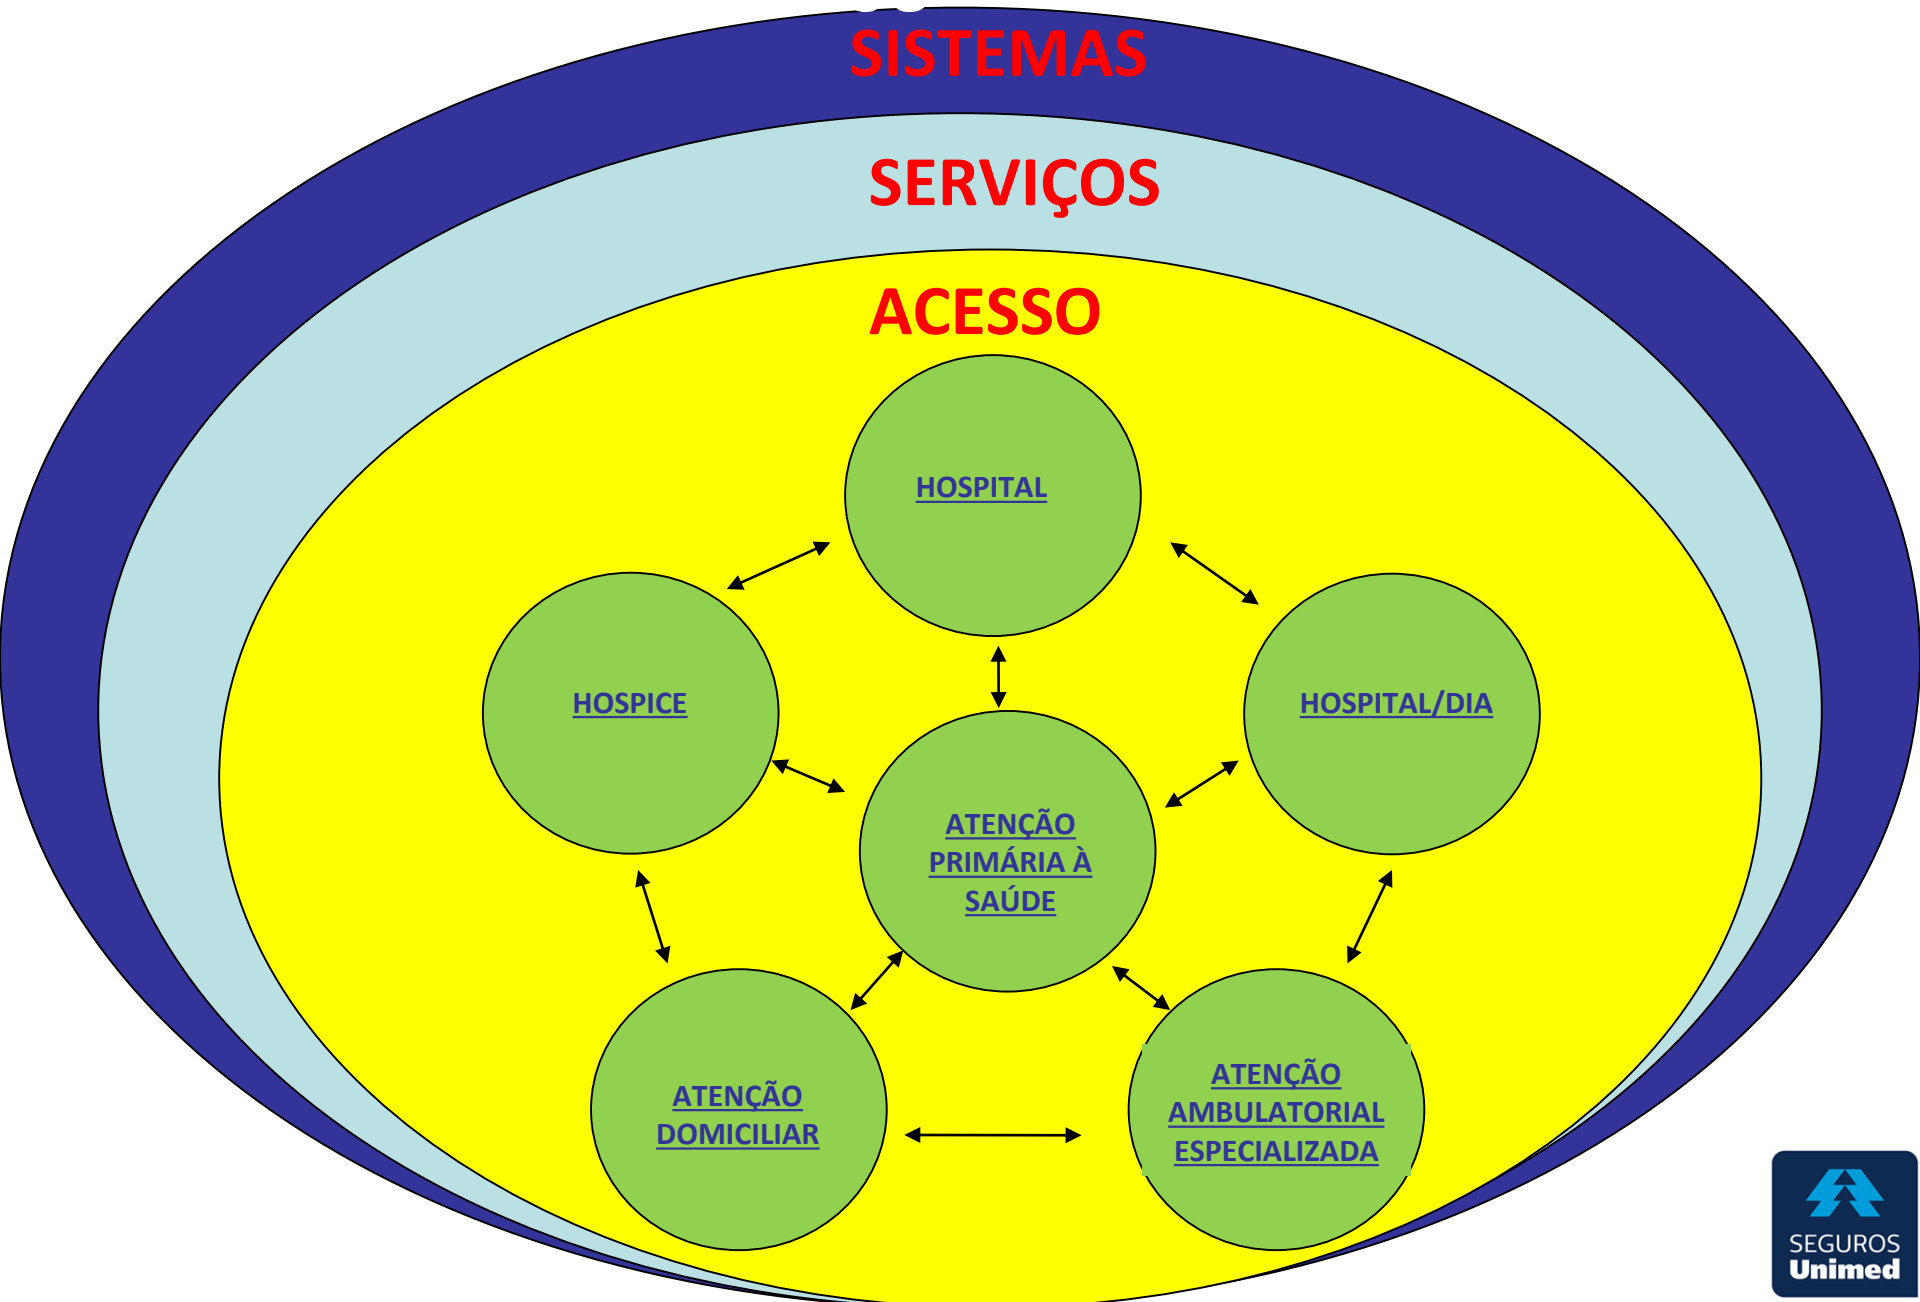 SISTEMAS
SERVIÇOS
ACESSO
HOSPITAL
HOSPICE
HOSPITAL/DIA
ATENÇÃO
PRIMÁRIA À
SAÚDE
ATENÇÃO
DOMICILIAR
ATENÇÃO
AMBULATORIAL
ESPECIALIZADA
SEGUROS
Unimed